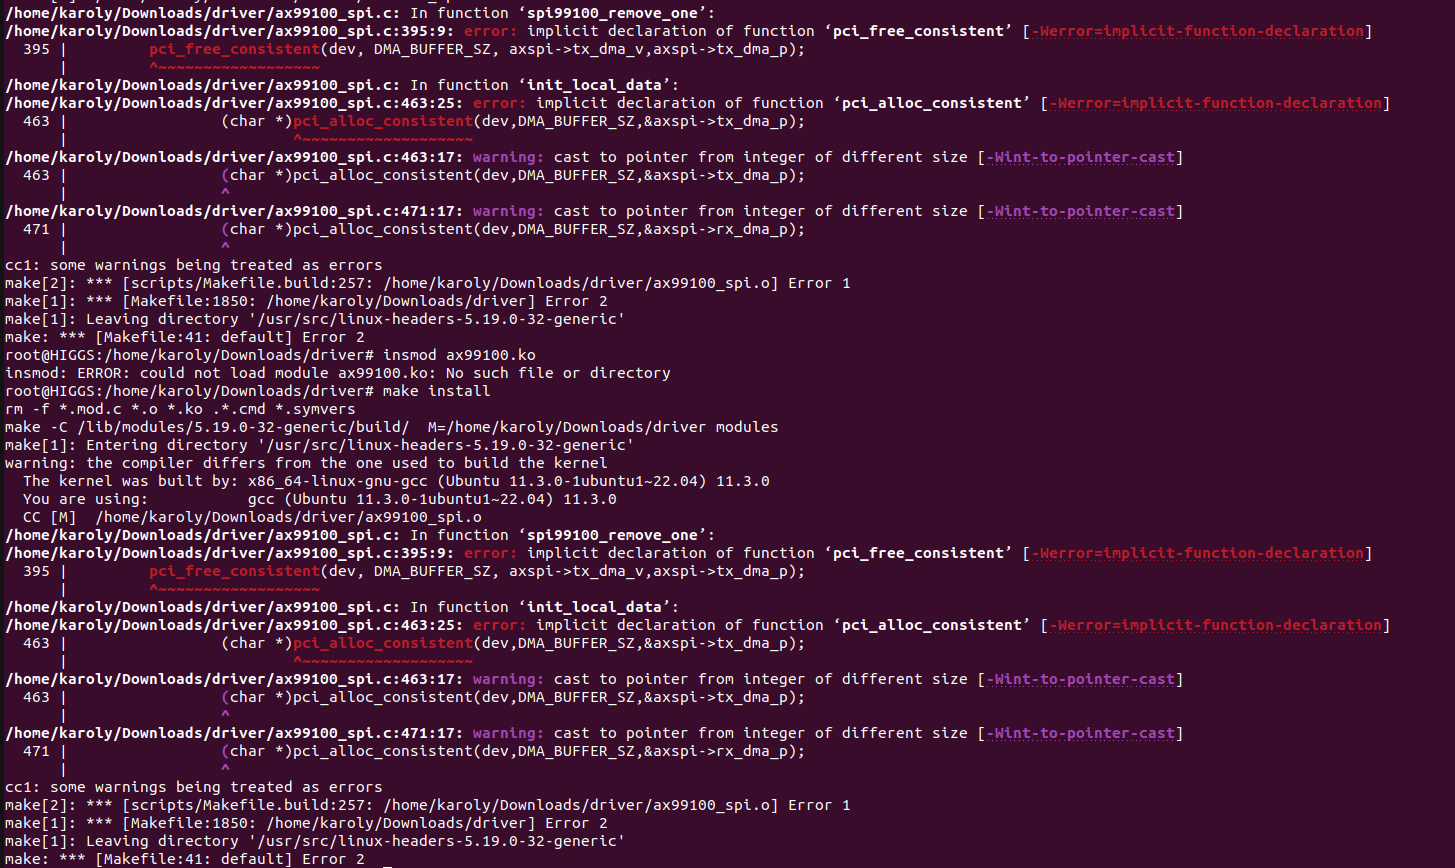 /home/karoly/Downloads/driver/ax99100_spi.c: In function ‘spi99100_remove_one’:
/home/karoly/Downloads/driver/ax99100_spi.c:395:9: error: implicit declaration of function ‘pci_free_consistent’ [-Werror=implicit-function-declaration]
395 | pci_free_consistent(dev, DMA_BUFFER_SZ, axspi->tx_dma_v,axspi->tx_dma_p);
| ^~~~~~~~~~~~~~~~~~~
/home/karoly/Downloads/driver/ax99100_spi.c: In function ‘init_local_data’:
/home/karoly/Downloads/driver/ax99100_spi.c:463:25: error: implicit declaration of function ‘pci_alloc_consistent’ [-Werror=implicit-function-declaration]
463 | (char *)pci_alloc_consistent(dev,DMA_BUFFER_SZ,&axspi->tx_dma_p);
| ^~~~~~~~~~~~~~~~~~~~
/home/karoly/Downloads/driver/ax99100_spi.c:463:17: warning: cast to pointer from integer of different size [-Wint-to-pointer-cast]
463 | (char *)pci_alloc_consistent(dev,DMA_BUFFER_SZ,&axspi->tx_dma_p);
| ^
/home/karoly/Downloads/driver/ax99100_spi.c:471:17: warning: cast to pointer from integer of different size [-Wint-to-pointer-cast]
471 | (char *)pci_alloc_consistent(dev,DMA_BUFFER_SZ,&axspi->rx_dma_p);
| ^
cc1: some warnings being treated as errors
make[2]: *** [scripts/Makefile.build:257: /home/karoly/Downloads/driver/ax99100_spi.o] Error 1
make[1]: *** [Makefile:1850: /home/karoly/Downloads/driver] Error 2
make[1]: Leaving directory '/usr/src/linux-headers-5.19.0-32-generic'
make: *** [Makefile:41: default] Error 2
root@HIGGS:/home/karoly/Downloads/driver# insmod ax99100.ko
insmod: ERROR: could not load module ax99100.ko: No such file or directory
root@HIGGS:/home/karoly/Downloads/driver# make install
rm -f *.mod.c *.o *.ko .*.cmd *.symvers
make -C /lib/modules/5.19.0-32-generic/build/  M=/home/karoly/Downloads/driver modules
make[1]: Entering directory '/usr/src/linux-headers-5.19.0-32-generic'
warning: the compiler differs from the one used to build the kernel
The kernel was built by: x86_64-linux-gnu-gcc (Ubuntu 11.3.0-1ubuntu1~22.04) 11.3.0
You are using:           gcc (Ubuntu 11.3.0-1ubuntu1~22.04) 11.3.0
CC [M]  /home/karoly/Downloads/driver/ax99100_spi.o
/home/karoly/Downloads/driver/ax99100_spi.c: In function ‘spi99100_remove_one’:
/home/karoly/Downloads/driver/ax99100_spi.c:395:9: error: implicit declaration of function ‘pci_free_consistent’ [-Werror=implicit-function-declaration]
395 | pci_free_consistent(dev, DMA_BUFFER_SZ, axspi->tx_dma_v,axspi->tx_dma_p);
| ^~~~~~~~~~~~~~~~~~~
/home/karoly/Downloads/driver/ax99100_spi.c: In function ‘init_local_data’:
/home/karoly/Downloads/driver/ax99100_spi.c:463:25: error: implicit declaration of function ‘pci_alloc_consistent’ [-Werror=implicit-function-declaration]
463 | (char *)pci_alloc_consistent(dev,DMA_BUFFER_SZ,&axspi->tx_dma_p);
| ^~~~~~~~~~~~~~~~~~~~
/home/karoly/Downloads/driver/ax99100_spi.c:463:17: warning: cast to pointer from integer of different size [-Wint-to-pointer-cast]
463 | (char *)pci_alloc_consistent(dev,DMA_BUFFER_SZ,&axspi->tx_dma_p);
| ^
/home/karoly/Downloads/driver/ax99100_spi.c:471:17: warning: cast to pointer from integer of different size [-Wint-to-pointer-cast]
471 | (char *)pci_alloc_consistent(dev,DMA_BUFFER_SZ,&axspi->rx_dma_p);
| ^
cc1: some warnings being treated as errors
make[2]: *** [scripts/Makefile.build:257: /home/karoly/Downloads/driver/ax99100_spi.o] Error 1
make[1]: *** [Makefile:1850: /home/karoly/Downloads/driver] Error 2
make[1]: Leaving directory '/usr/src/linux-headers-5.19.0-32-generic'
make: *** [Makefile:41: default] Error 2